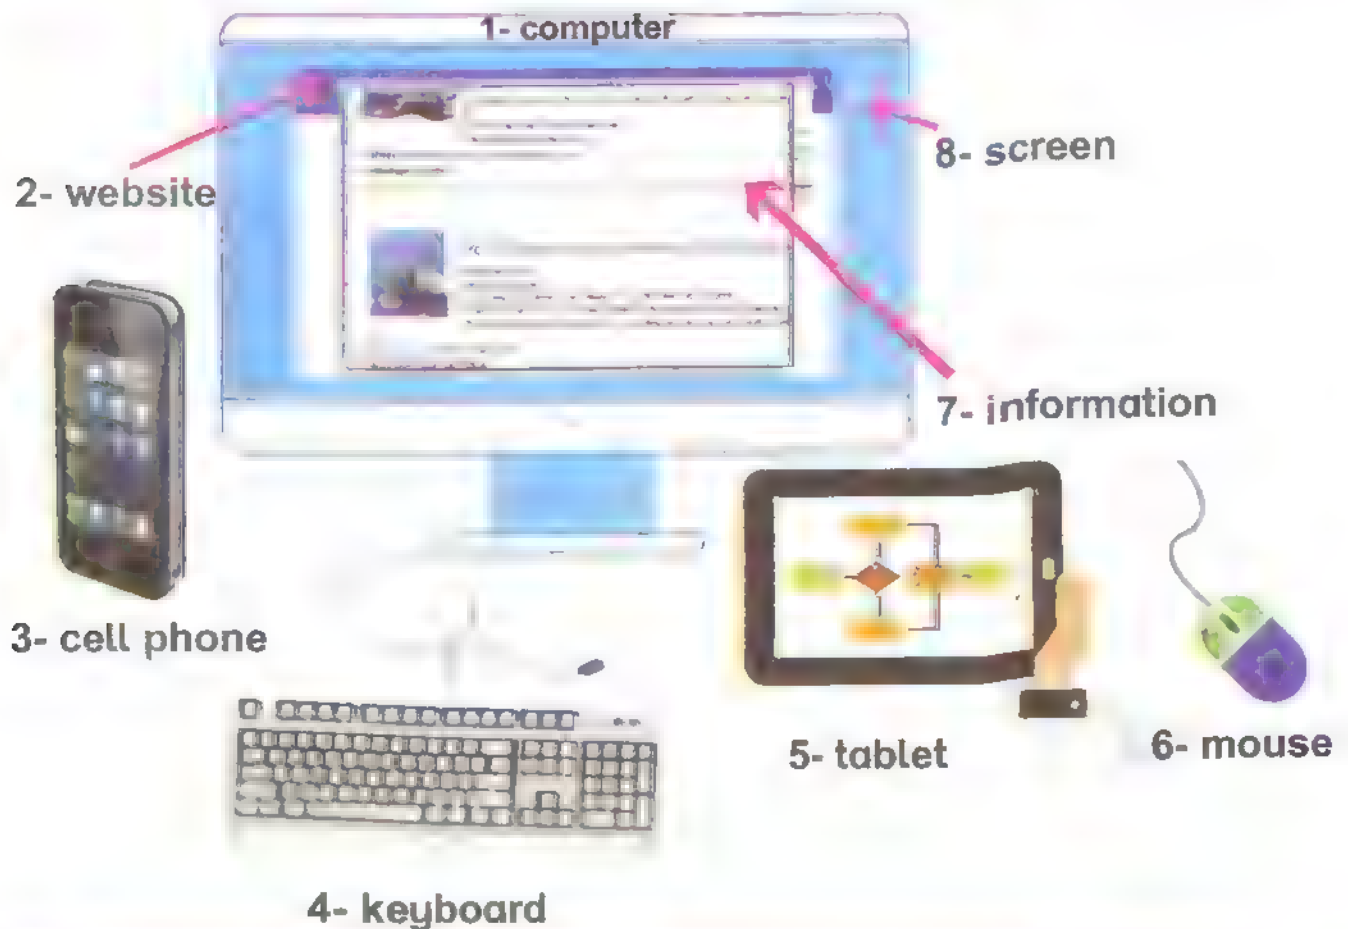 1- computer
2- website
8- screen
7- information
3- cell phone
5- tablet
6- mouse
4- keyboard